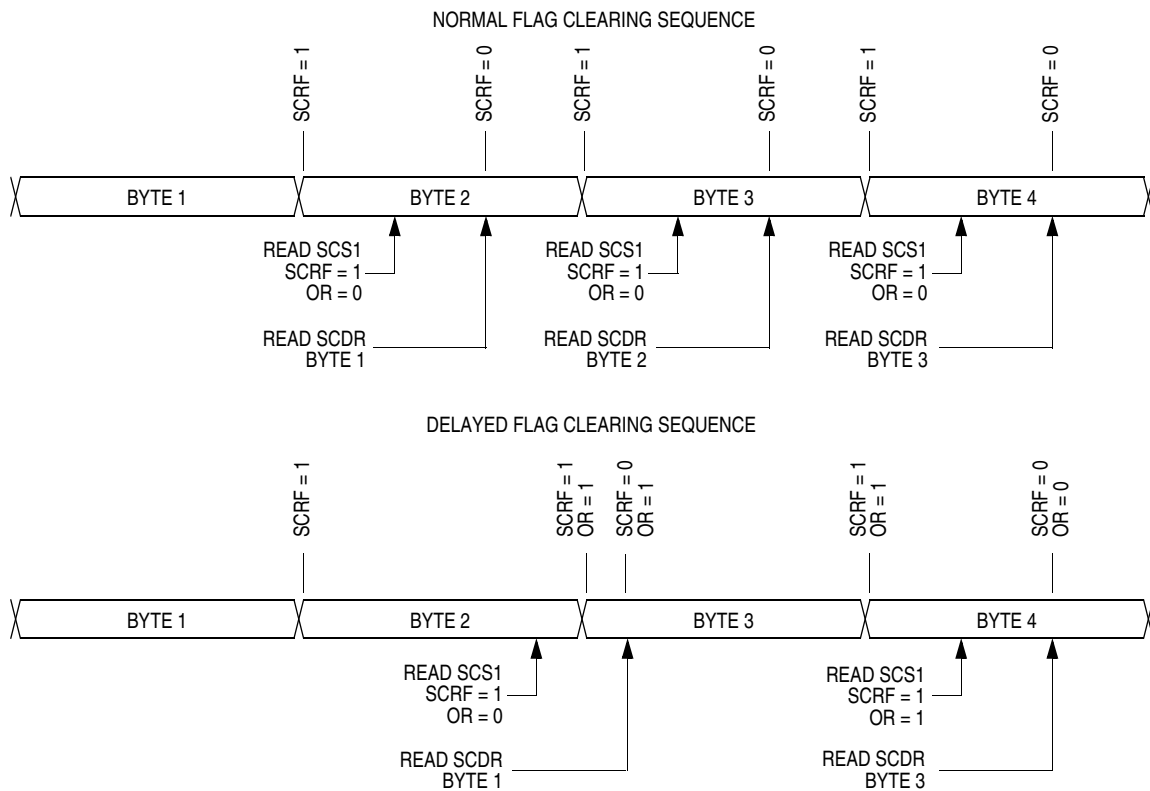 NORMAL FLAG CLEARING SEQUENCE
SCRF = 1
SCRF = 0
SCRF = 1
SCRF = 0
SCRF = 1
SCRF = 0
BYTE 1
BYTE 2
BYTE 3
BYTE 4
READ SCS1
SCRF = 1
OR = 0
READ SCS1
SCRF = 1
OR = 0
READ SCS1
SCRF = 1
OR = 0
READ SCDR
BYTE 1
READ SCDR
BYTE 2
READ SCDR
BYTE 3
DELAYED FLAG CLEARING SEQUENCE
SCRF = 1
SCRF = 1
OR = 1
SCRF = 0
OR = 1
SCRF = 1
OR = 1
SCRF = 0
OR = 0
BYTE 1
BYTE 2
BYTE 3
BYTE 4
READ SCS1
SCRF = 1
OR = 0
READ SCS1
SCRF = 1
OR = 1
READ SCDR
BYTE 1
READ SCDR
BYTE 3